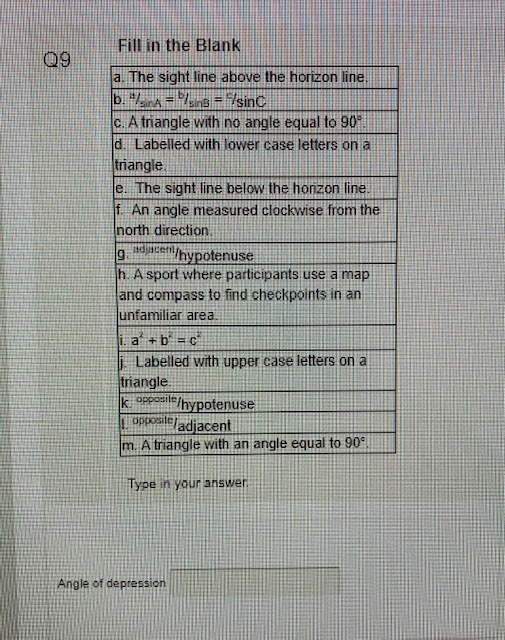 Q9
Fill in the Blank
a. The sight line above the horizon line.
b. a/sinA = b/sinB = c/sinC
c. A triangle with no angle equal to 90°.
d. Labelled with lower case letters on a
triangle.
e. The sight line below the horizon line.
f. An angle measured clockwise from the
north direction.
g. adjacent/hypotenuse
h. A sport where participants use a map
and compass to find checkpoints in an
unfamiliar area.
i. a² + b² = c²
j. Labelled with upper case letters on a
triangle.
k. opposite/hypotenuse
l. opposite/adjacent
m. A triangle with an angle equal to 90°.
Type in your answer.
Angle of depression